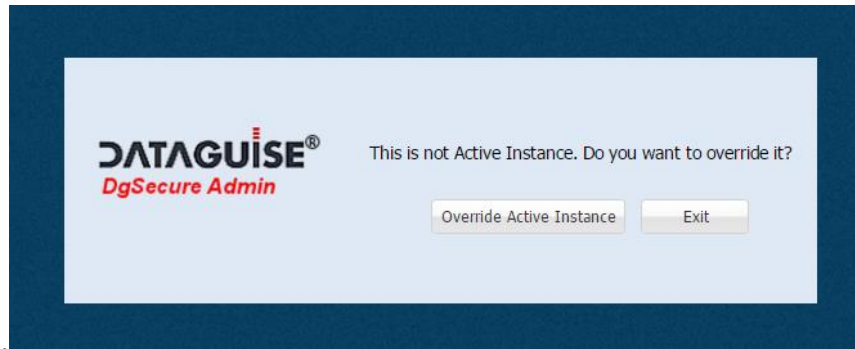 DATAGUISE®
DgSecure Admin
This is not Active Instance. Do you want to override it?
Override Active Instance
Exit